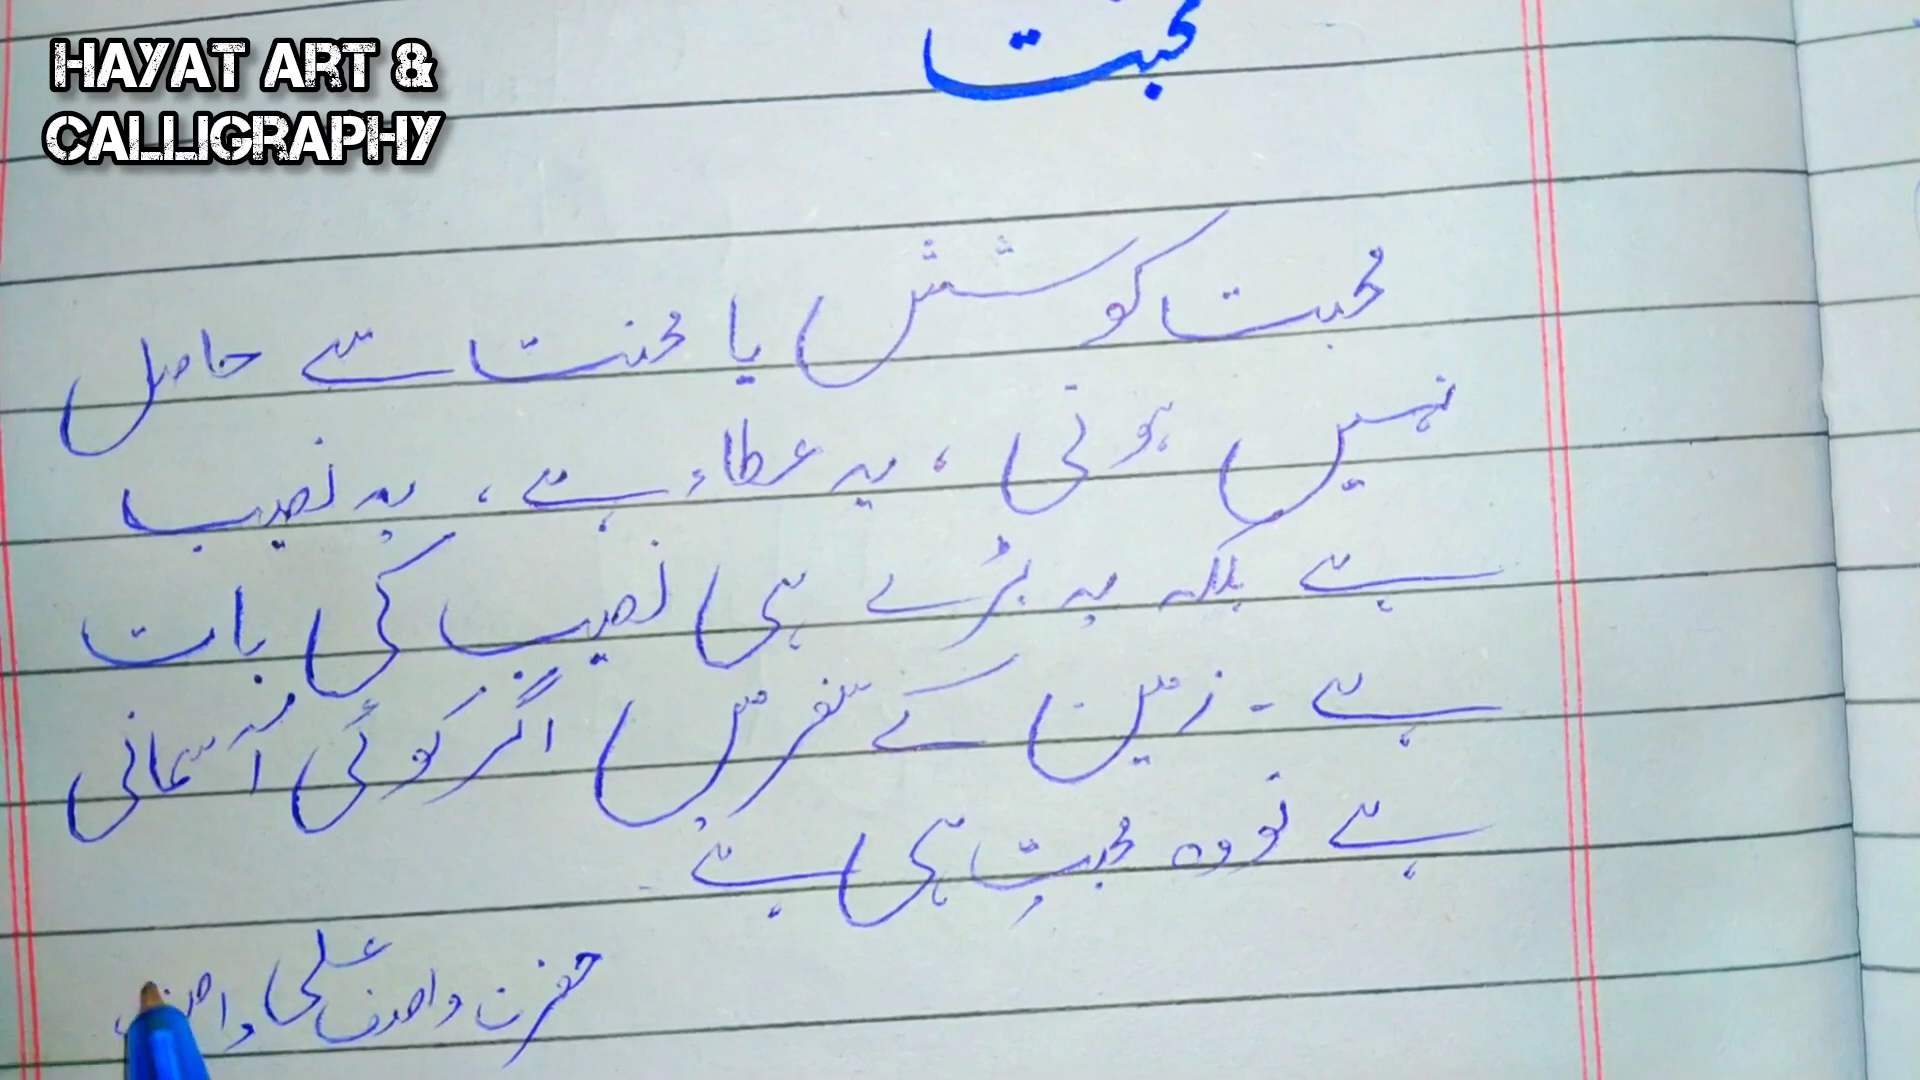 HAYAT ART &
CALLIGRAPHY
محبت
محبت کوشش یا محنت سے حاصل
نہیں ہوتی، یہ عطاء ہے، یہ نصیب
ہے بلکہ یہ بڑے ہی نصیب کی بات
ہے۔ زمین کے سفر میں اگر کوئی آسمانی
ہے تو وہ محبت ہی ہے۔
حضرت واصف علی واصف